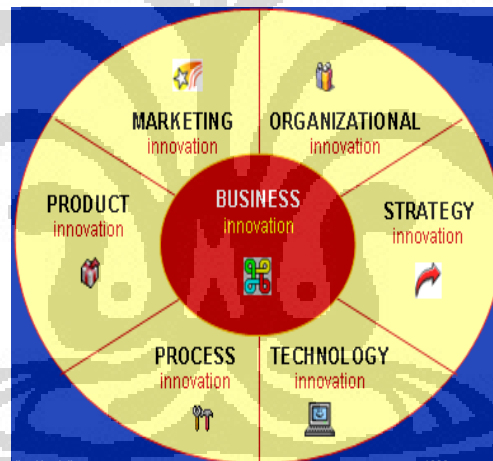 MARKETING
innovation
ORGANIZATIONAL
innovation
PRODUCT
innovation
BUSINESS
innovation
STRATEGY
innovation
PROCESS
innovation
TECHNOLOGY
innovation